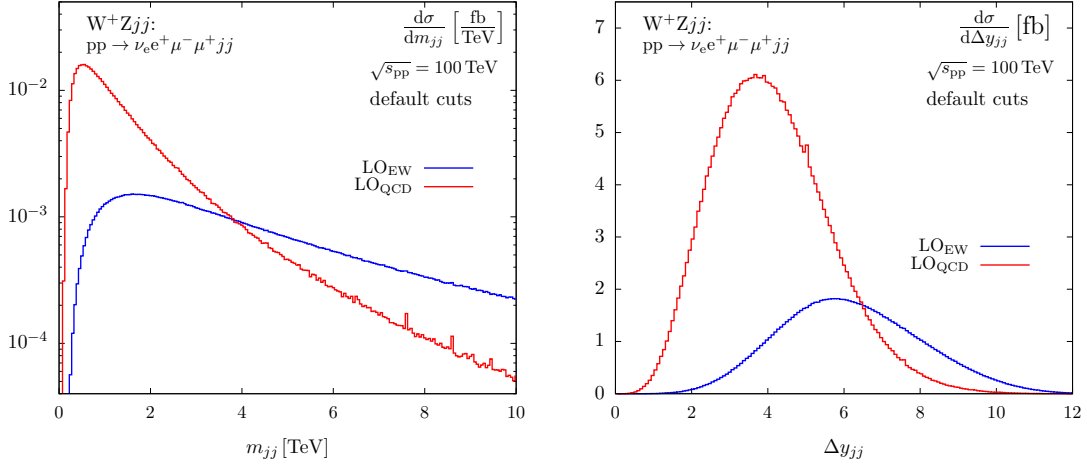 W⁺Zjj:
pp → νₑe⁺μ⁻μ⁺jj
dσ/dm_jj [fb/TeV]
√s_pp = 100 TeV
default cuts
LO_EW
LO_QCD
10⁻²
10⁻³
10⁻⁴
0 2 4 6 8 10
m_jj [TeV]
W⁺Zjj:
pp → νₑe⁺μ⁻μ⁺jj
dσ/dΔy_jj [fb]
√s_pp = 100 TeV
default cuts
LO_EW
LO_QCD
7
6
5
4
3
2
1
0
0 2 4 6 8 10 12
Δy_jj